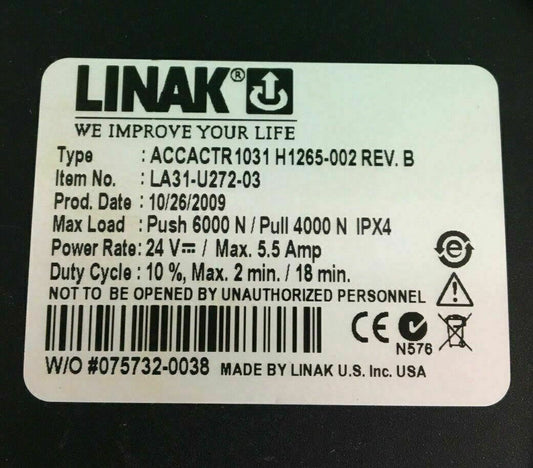 LINAK®
WE IMPROVE YOUR LIFE
Type : ACCACTR1031 H1265-002 REV. B
Item No. : LA31-U272-03
Prod. Date : 10/26/2009
Max Load : Push 6000 N / Pull 4000 N IPX4
Power Rate : 24 V⎓ / Max. 5.5 Amp
Duty Cycle : 10 %, Max. 2 min. / 18 min.
NOT TO BE OPENED BY UNAUTHORIZED PERSONNEL
CE
N576
W/O #075732-0038 MADE BY LINAK U.S. Inc. USA